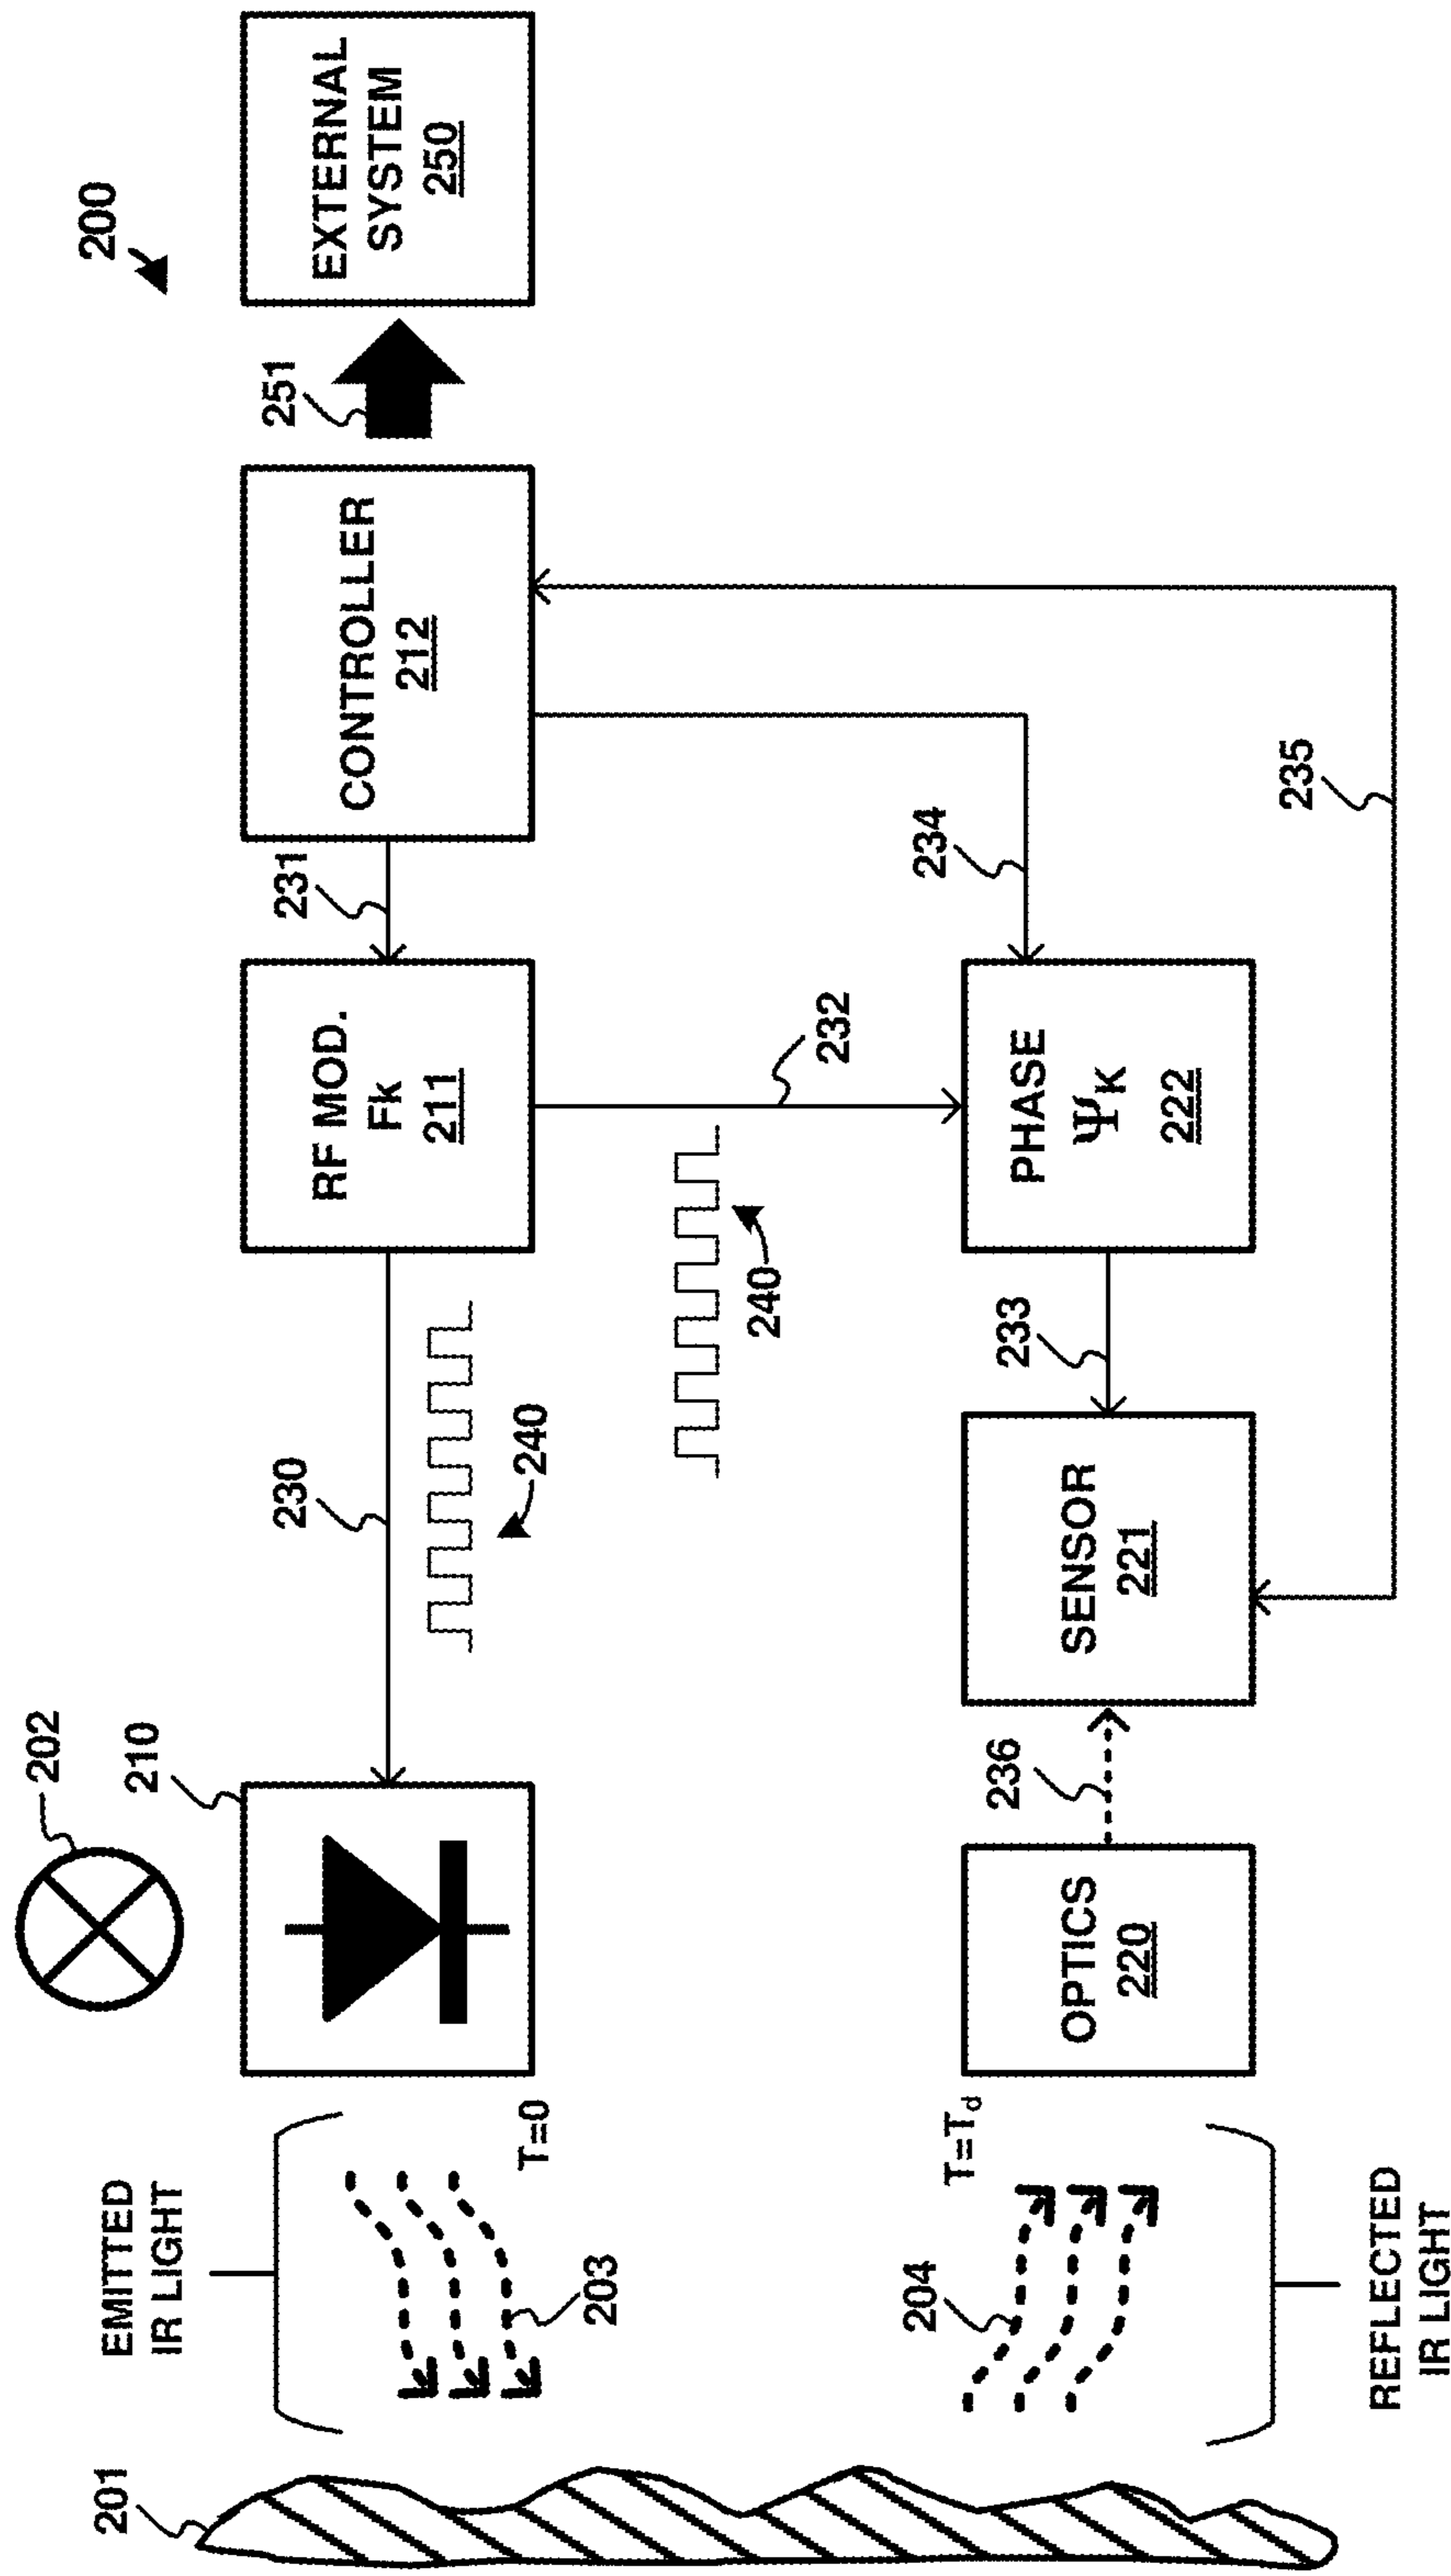 200
EMITTED
IR LIGHT
201
202
210
T=0
203
230
240
RF MOD.
Fk
211
231
CONTROLLER
212
251
EXTERNAL
SYSTEM
250
232
240
REFLECTED
IR LIGHT
204
T=Td
OPTICS
220
236
SENSOR
221
233
PHASE
ΨK
222
234
235